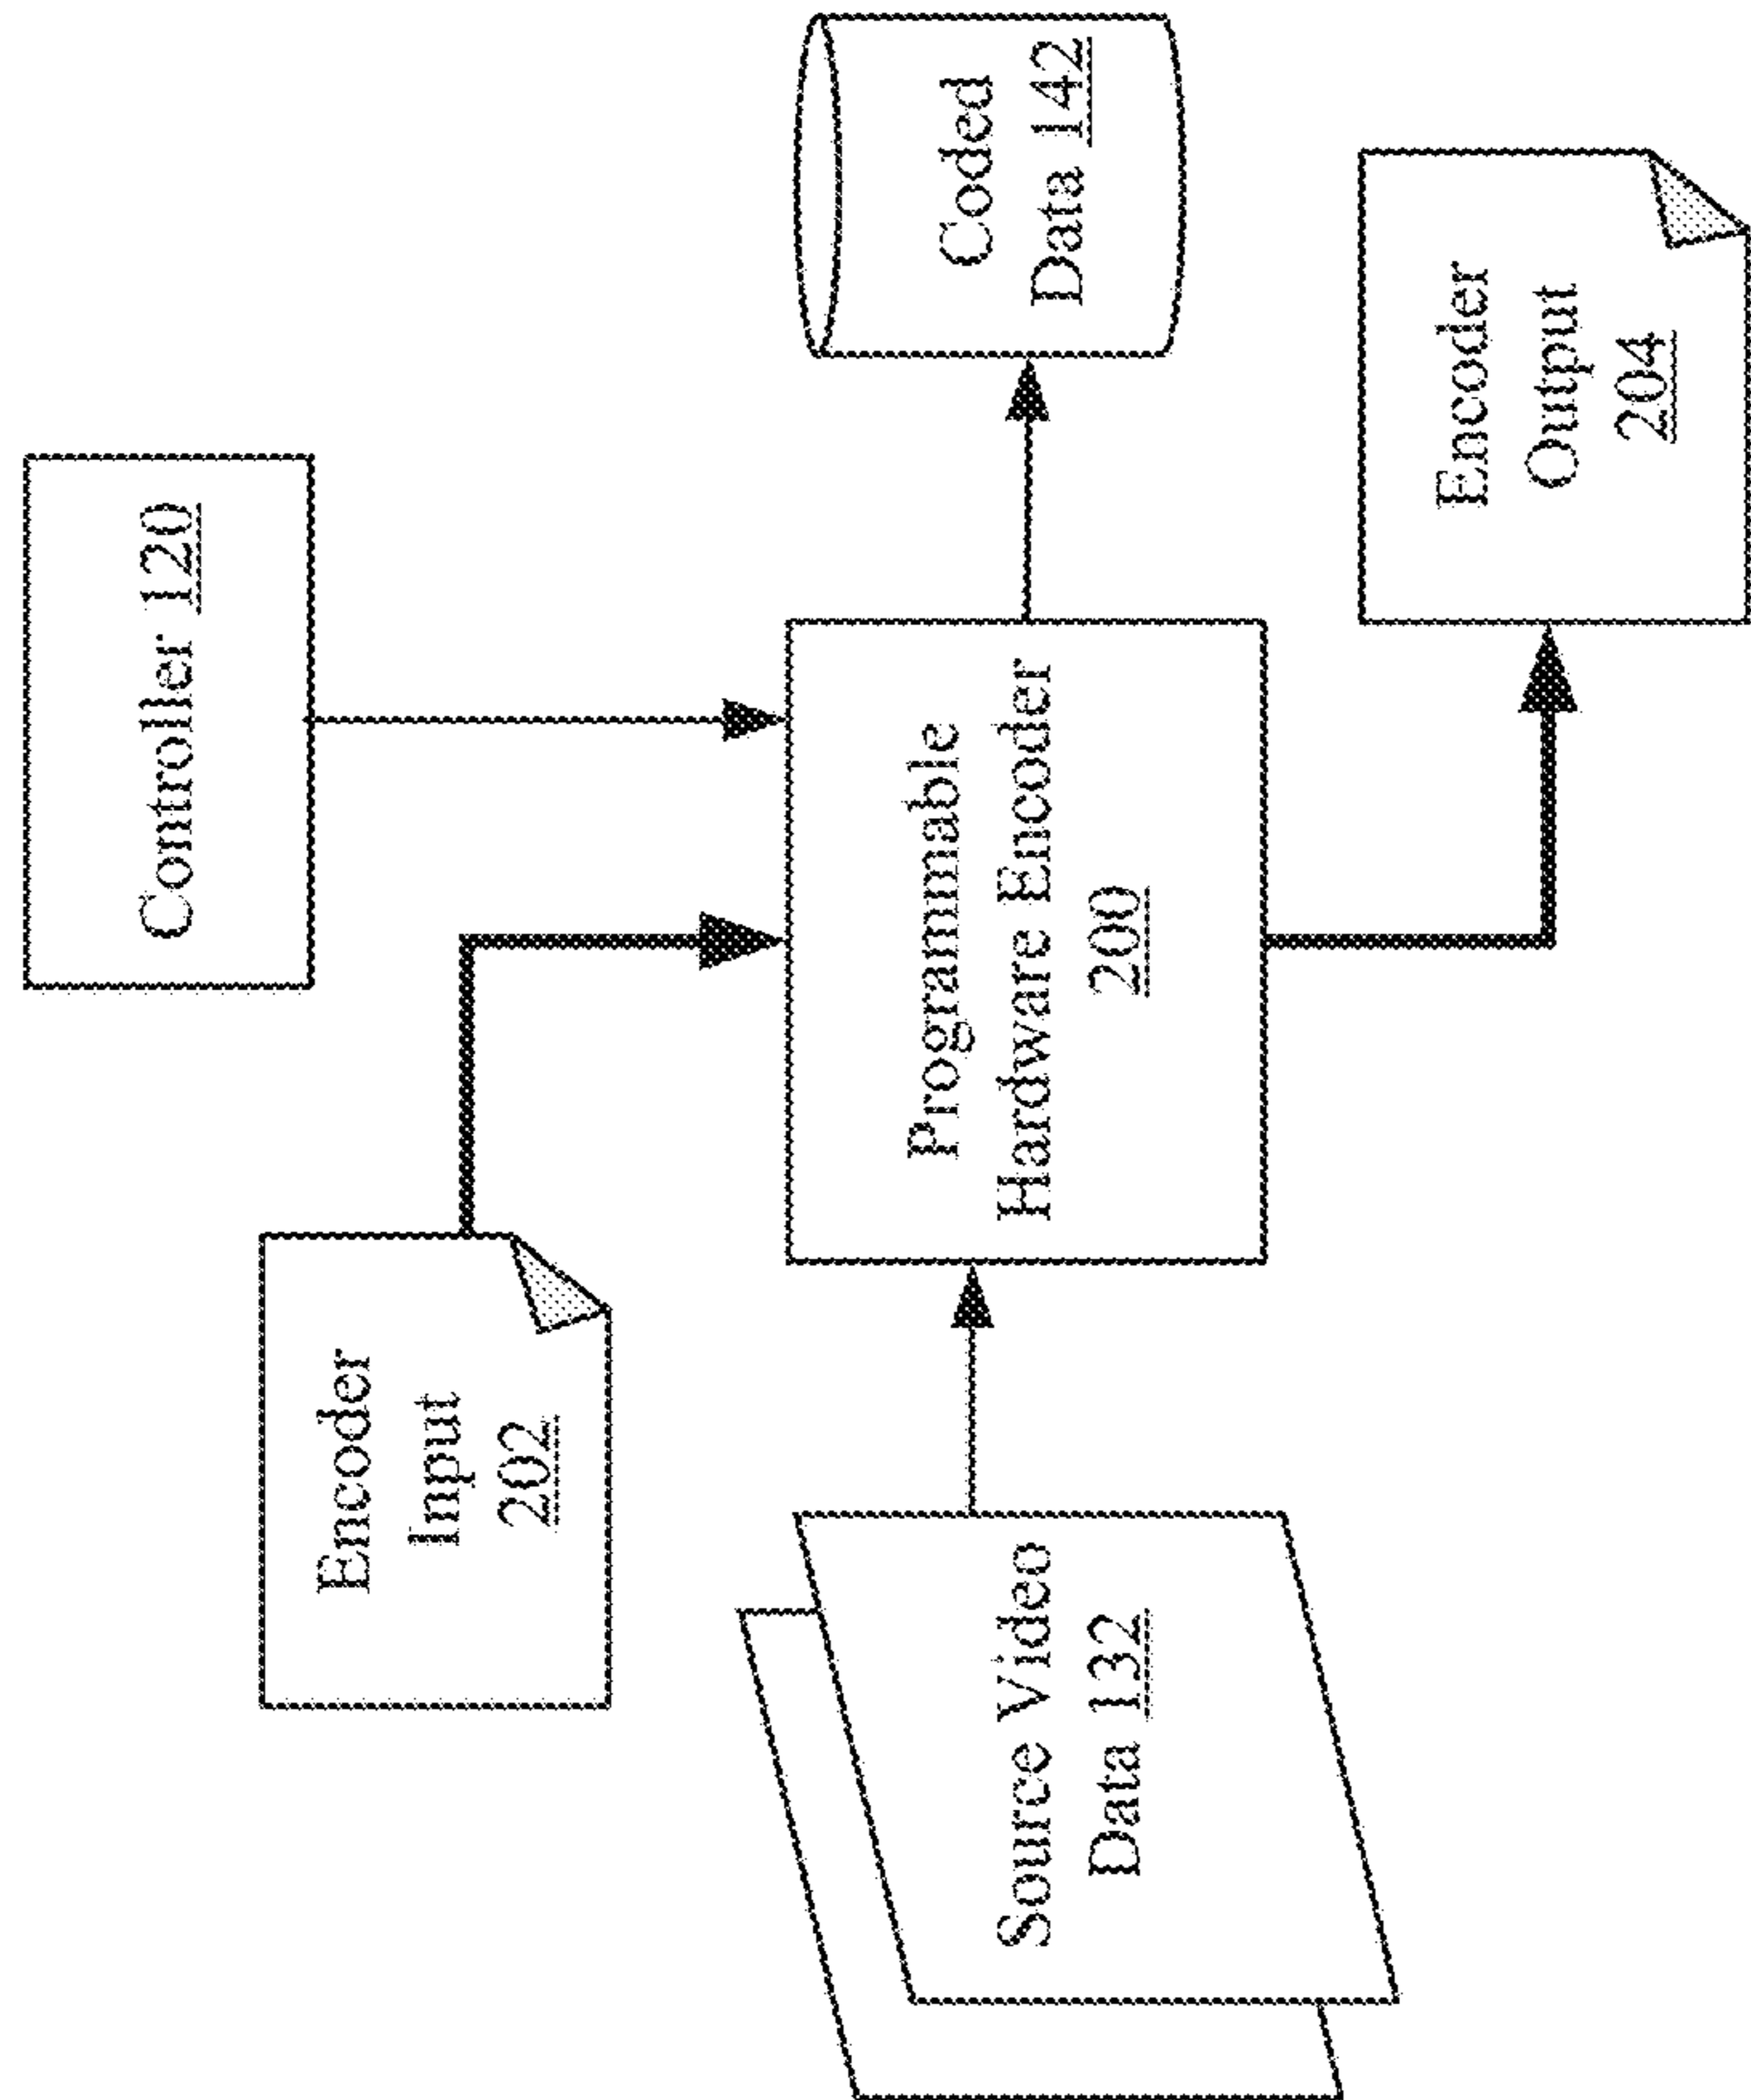 Controller 120
Encoder
Input
202
Programmable
Hardware Encoder
200
Source Video
Data 132
Coded
Data 142
Encoder
Output
204